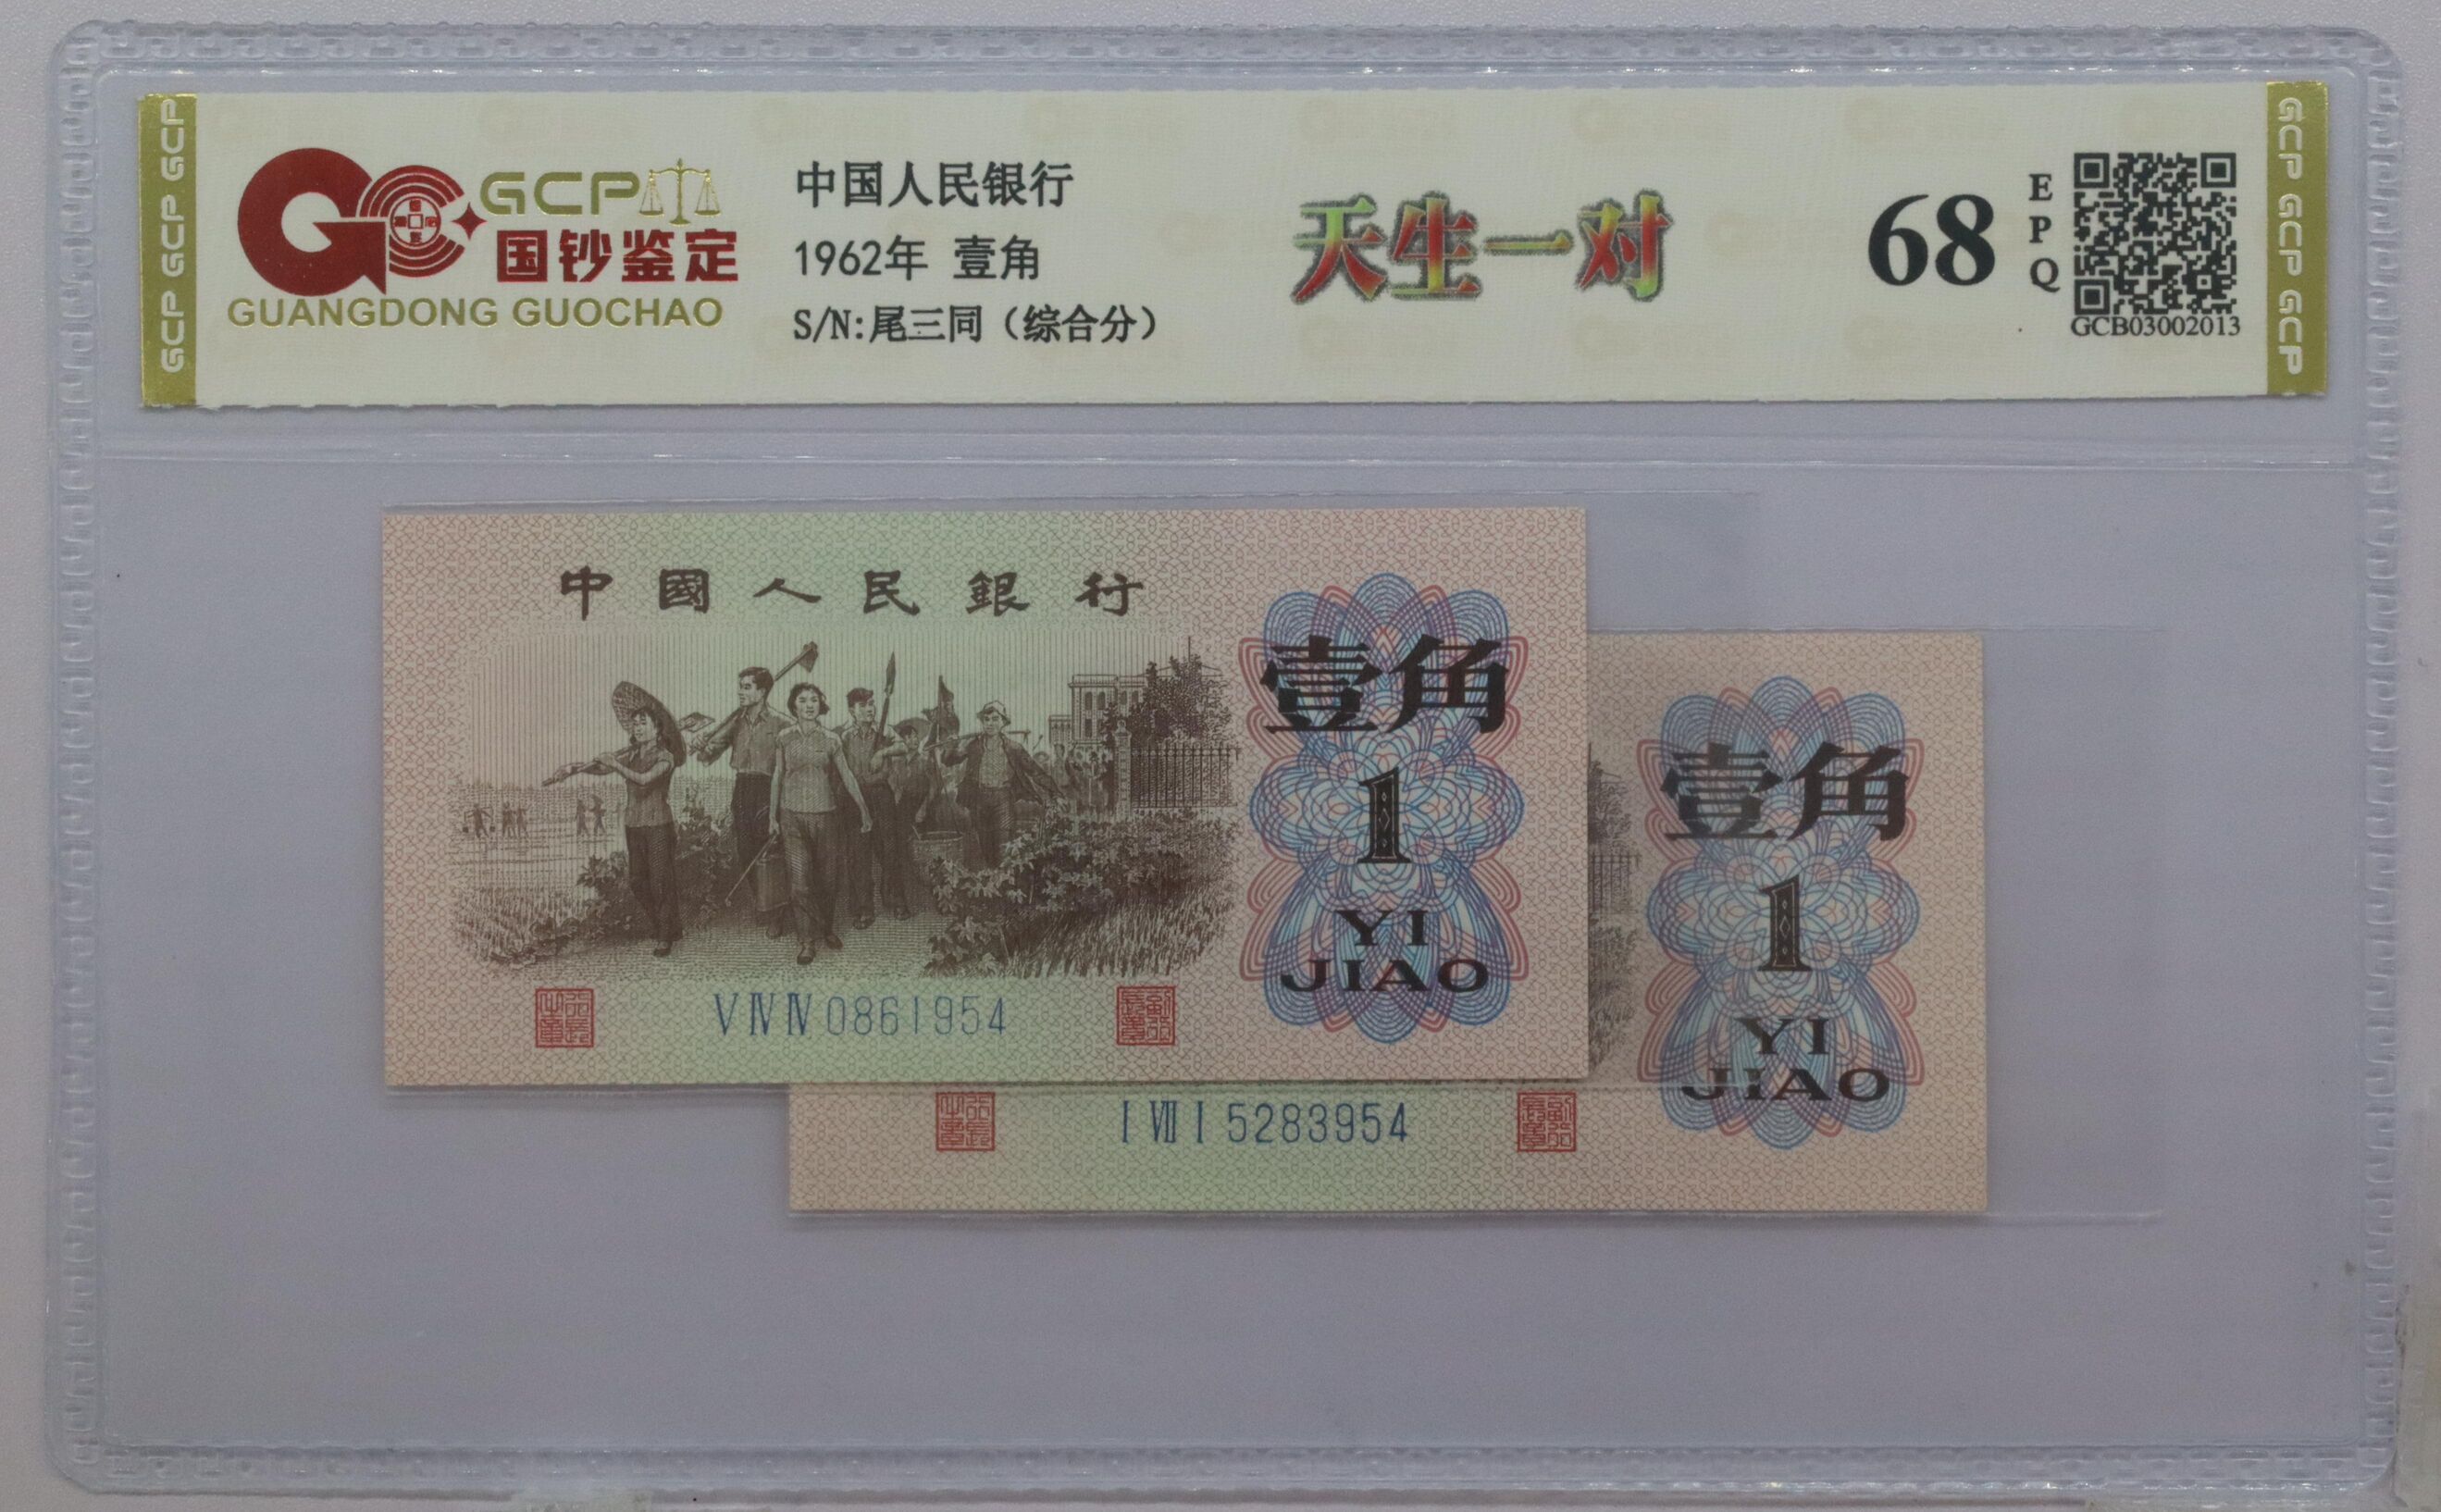 GCP GCP GCP
GCP
国钞鉴定
GUANGDONG GUOCHAO
中国人民银行
1962年 壹角
S/N:尾三同（综合分）
天生一对
68
EPQ
GCB03002013
GCP GCP GCP
中國人民銀行
壹角
1
YI
JIAO
ⅤⅣⅣ0861954
壹角
1
YI
JIAO
ⅠⅦⅠ5283954